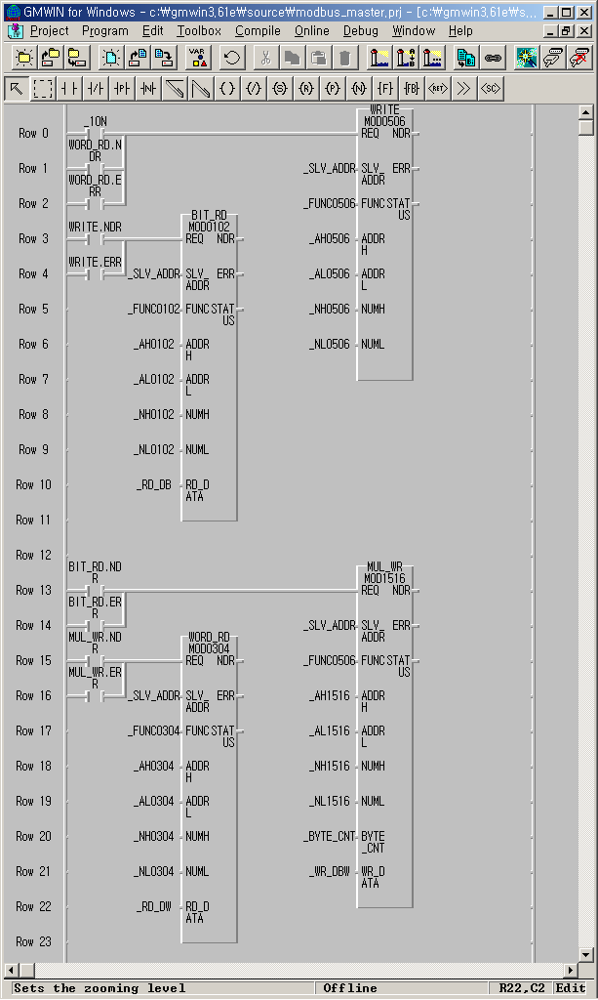 GMWIN for Windows - c:\gmwin3,61e\source\modbus_master,prj - [c:\gmwin3,61e\s...
Project Program Edit Toolbox Compile Online Debug Window Help
VAR
{ } {/} {S} {R} {P} {N} {F} {FB} <RET> >> <SC>
_1ON
WRITE
MOD0506
Row 0 REQ NDR
WORD_RD.N
DR
Row 1 _SLV_ADDR SLV_ ERR
ADDR
WORD_RD.E
RR
Row 2 _FUNC0506 FUNC STAT
US
BIT_RD
MOD0102
WRITE.NDR
Row 3 REQ NDR _AH0506 ADDR
H
WRITE.ERR
Row 4 _SLV_ADDR SLV_ ERR _AL0506 ADDR
ADDR L
Row 5 _FUNC0102 FUNC STAT _NH0506 NUMH
US
Row 6 _AH0102 ADDR _NL0506 NUML
H
Row 7 _AL0102 ADDR
L
Row 8 _NH0102 NUMH
Row 9 _NL0102 NUML
Row 10 _RD_DB RD_D
ATA
Row 11
Row 12
BIT_RD.ND
R
MUL_WR
MOD1516
Row 13 REQ NDR
BIT_RD.ER
R
Row 14 _SLV_ADDR SLV_ ERR
ADDR
MUL_WR.ND
R
WORD_RD
MOD0304
Row 15 REQ NDR _FUNC0506 FUNC STAT
US
MUL_WR.ER
R
Row 16 _SLV_ADDR SLV_ ERR _AH1516 ADDR
ADDR H
Row 17 _FUNC0304 FUNC STAT _AL1516 ADDR
US L
Row 18 _AH0304 ADDR _NH1516 NUMH
H
Row 19 _AL0304 ADDR _NL1516 NUML
L
Row 20 _NH0304 NUMH _BYTE_CNT BYTE
_CNT
Row 21 _NL0304 NUML _WR_DBW WR_D
ATA
Row 22 _RD_DW RD_D
ATA
Row 23
Sets the zooming level Offline R22,C2 Edit